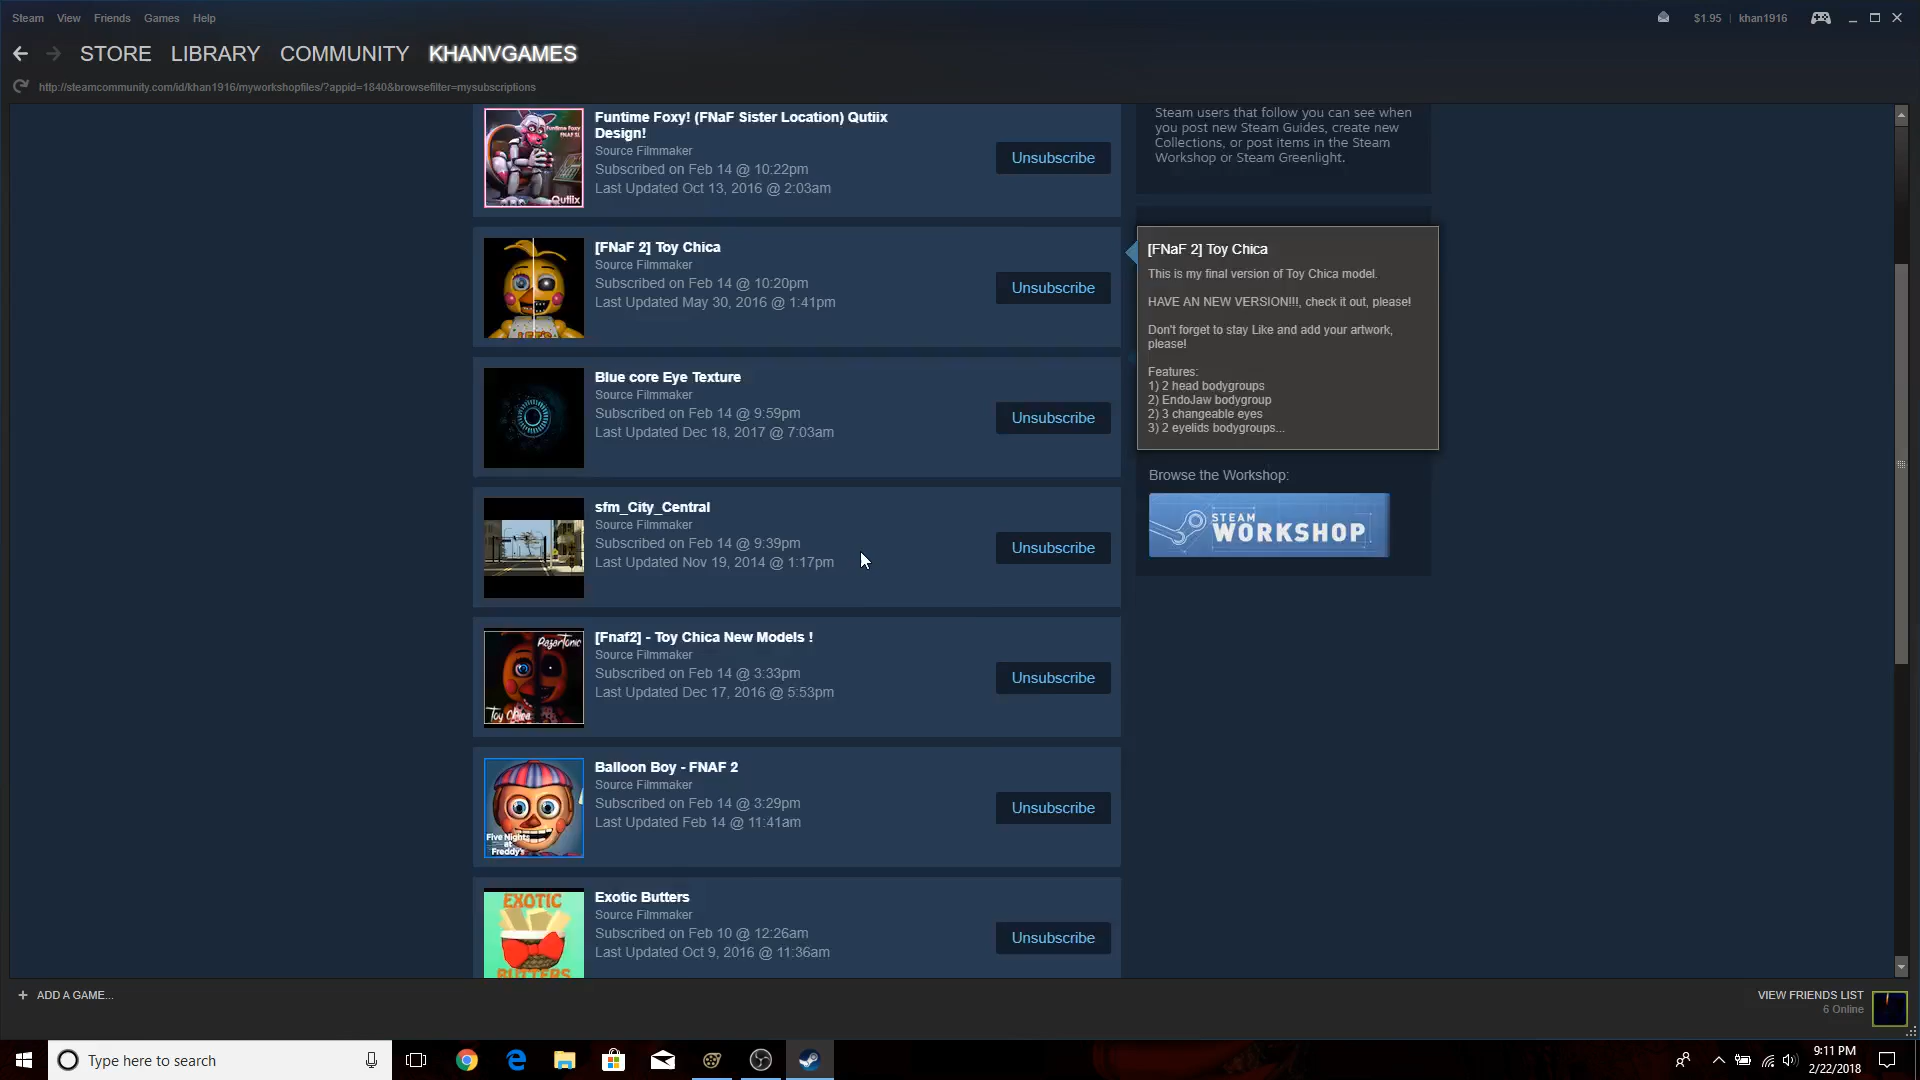 Steam View Friends Games Help
$1.95 khan1916
STORE LIBRARY COMMUNITY KHANVGAMES
http://steamcommunity.com/id/khan1916/myworkshopfiles/?appid=1840&browsefilter=mysubscriptions
Funtime Foxy FNAF SL
Qutiix
Funtime Foxy! (FNaF Sister Location) Qutiix
Design!
Source Filmmaker
Subscribed on Feb 14 @ 10:22pm
Last Updated Oct 13, 2016 @ 2:03am
Unsubscribe
[FNaF 2] Toy Chica
Source Filmmaker
Subscribed on Feb 14 @ 10:20pm
Last Updated May 30, 2016 @ 1:41pm
Unsubscribe
LET'S
Blue core Eye Texture
Source Filmmaker
Subscribed on Feb 14 @ 9:59pm
Last Updated Dec 18, 2017 @ 7:03am
Unsubscribe
sfm_City_Central
Source Filmmaker
Subscribed on Feb 14 @ 9:39pm
Last Updated Nov 19, 2014 @ 1:17pm
Unsubscribe
Toy Chica
[Fnaf2] - Toy Chica New Models !
Source Filmmaker
Subscribed on Feb 14 @ 3:33pm
Last Updated Dec 17, 2016 @ 5:53pm
Unsubscribe
Five Nights
at
Freddy's
Balloon Boy - FNAF 2
Source Filmmaker
Subscribed on Feb 14 @ 3:29pm
Last Updated Feb 14 @ 11:41am
Unsubscribe
EXOTIC
BUTTERS
Exotic Butters
Source Filmmaker
Subscribed on Feb 10 @ 12:26am
Last Updated Oct 9, 2016 @ 11:36am
Unsubscribe
Steam users that follow you can see when
you post new Steam Guides, create new
Collections, or post items in the Steam
Workshop or Steam Greenlight.
[FNaF 2] Toy Chica
This is my final version of Toy Chica model.
HAVE AN NEW VERSION!!!, check it out, please!
Don't forget to stay Like and add your artwork,
please!
Features:
1) 2 head bodygroups
2) EndoJaw bodygroup
2) 3 changeable eyes
3) 2 eyelids bodygroups...
Browse the Workshop:
STEAM
WORKSHOP
+ ADD A GAME...
VIEW FRIENDS LIST
6 Online
Type here to search
9:11 PM
2/22/2018